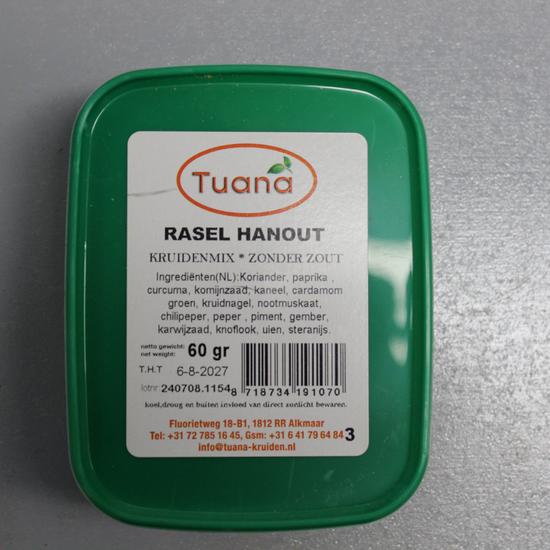 Tuana
RASEL HANOUT
KRUIDENMIX * ZONDER ZOUT
Ingrediënten(NL):Koriander, paprika ,
curcuma, komijnzaad, kaneel, cardamom
groen, kruidnagel, nootmuskaat,
chilipeper, peper , piment, gember,
karwijzaad, knoflook, uien, steranijs.
netto gewicht:
net weight:
60 gr
T.H.T 6-8-2027
lotnr: 240708.1154
8 718734 191070
koel,droog en buiten invloed van direct zonlicht bewaren.
Fluorietweg 18-B1, 1812 RR Alkmaar
Tel: +31 72 785 16 45, Gsm: +31 6 41 79 64 84 3
info@tuana-kruiden.nl